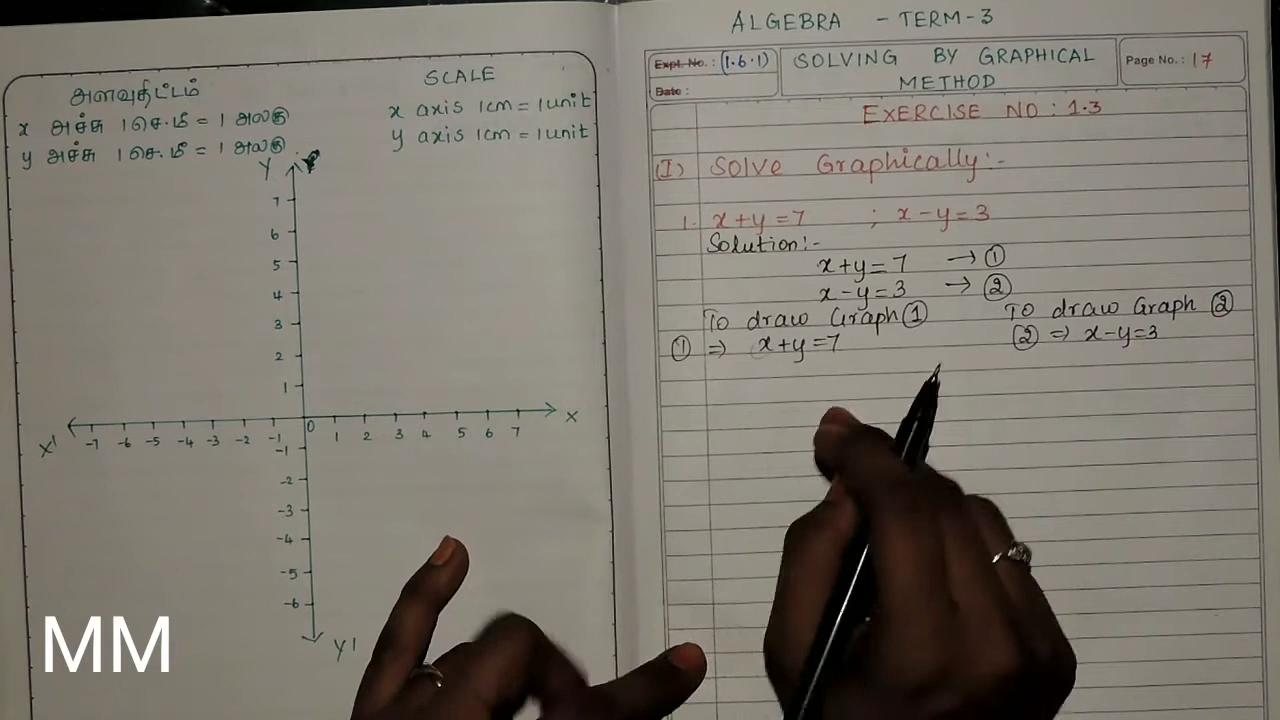 அளவுதிட்டம்
x அச்சு 1செ.மீ = 1 அலகு
y அச்சு 1செ.மீ = 1 அலகு
SCALE
x axis 1cm = 1unit
y axis 1cm = 1unit
Y
7
6
5
4
3
2
1
X' -7 -6 -5 -4 -3 -2 -1 0 1 2 3 4 5 6 7 X
-1
-2
-3
-4
-5
-6
Y'
MM
ALGEBRA - TERM-3
Expt. No. : (1.6.1)
Date :
SOLVING BY GRAPHICAL
METHOD
Page No. : 17
EXERCISE NO : 1.3
(I) Solve Graphically:-
1. x+y=7 ; x-y=3
Solution:-
x+y=7 → ①
x-y=3 → ②
To draw Graph ①
① ⇒ x+y=7
To draw Graph ②
② ⇒ x-y=3